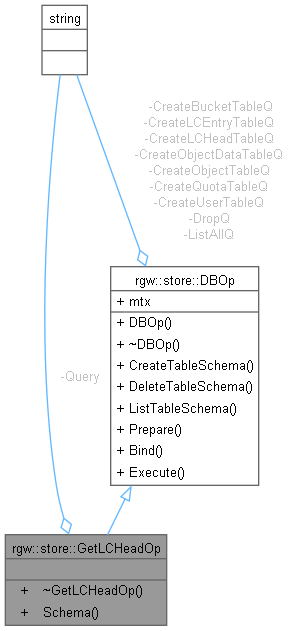 string
-CreateBucketTableQ
-CreateLCEntryTableQ
-CreateLCHeadTableQ
-CreateObjectDataTableQ
-CreateObjectTableQ
-CreateQuotaTableQ
-CreateUserTableQ
-DropQ
-ListAllQ
rgw::store::DBOp
+ mtx
+ DBOp()
+ ~DBOp()
+ CreateTableSchema()
+ DeleteTableSchema()
+ ListTableSchema()
+ Prepare()
+ Bind()
+ Execute()
-Query
rgw::store::GetLCHeadOp
+ ~GetLCHeadOp()
+ Schema()